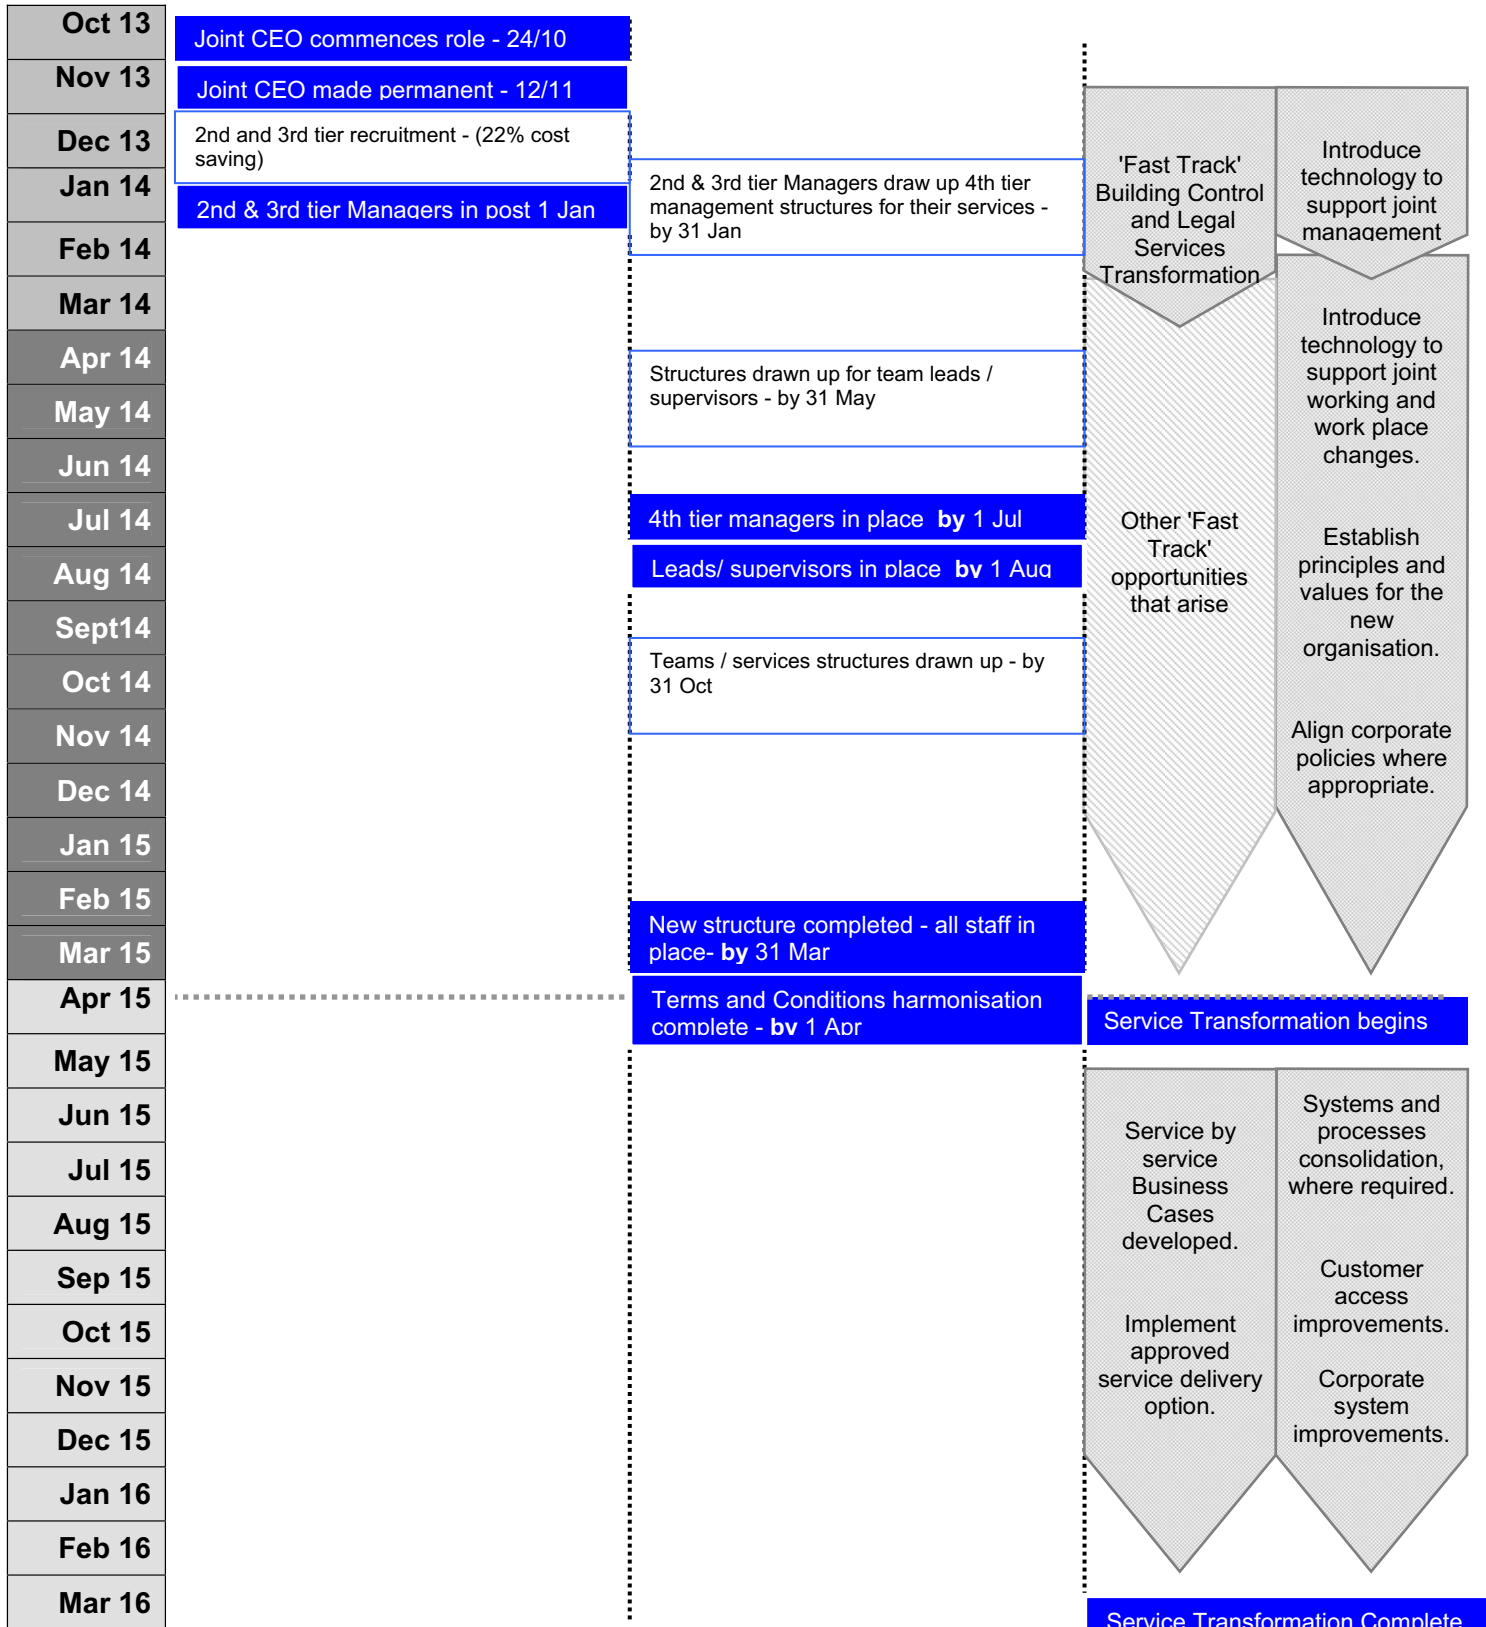 Oct 13
Nov 13
Dec 13
Jan 14
Feb 14
Mar 14
Apr 14
May 14
Jun 14
Jul 14
Aug 14
Sept14
Oct 14
Nov 14
Dec 14
Jan 15
Feb 15
Mar 15
Apr 15
May 15
Jun 15
Jul 15
Aug 15
Sep 15
Oct 15
Nov 15
Dec 15
Jan 16
Feb 16
Mar 16
Joint CEO commences role - 24/10
Joint CEO made permanent - 12/11
2nd and 3rd tier recruitment - (22% cost
saving)
2nd & 3rd tier Managers in post 1 Jan
2nd & 3rd tier Managers draw up 4th tier
management structures for their services -
by 31 Jan
Structures drawn up for team leads /
supervisors - by 31 May
4th tier managers in place by 1 Jul
Leads/ supervisors in place by 1 Aug
Teams / services structures drawn up - by
31 Oct
New structure completed - all staff in
place- by 31 Mar
Terms and Conditions harmonisation
complete - by 1 Apr
'Fast Track'
Building Control
and Legal
Services
Transformation
Other 'Fast
Track'
opportunities
that arise
Introduce
technology to
support joint
management
Introduce
technology to
support joint
working and
work place
changes.
Establish
principles and
values for the
new
organisation.
Align corporate
policies where
appropriate.
Service Transformation begins
Service by
service
Business
Cases
developed.
Implement
approved
service delivery
option.
Systems and
processes
consolidation,
where required.
Customer
access
improvements.
Corporate
system
improvements.
Service Transformation Complete